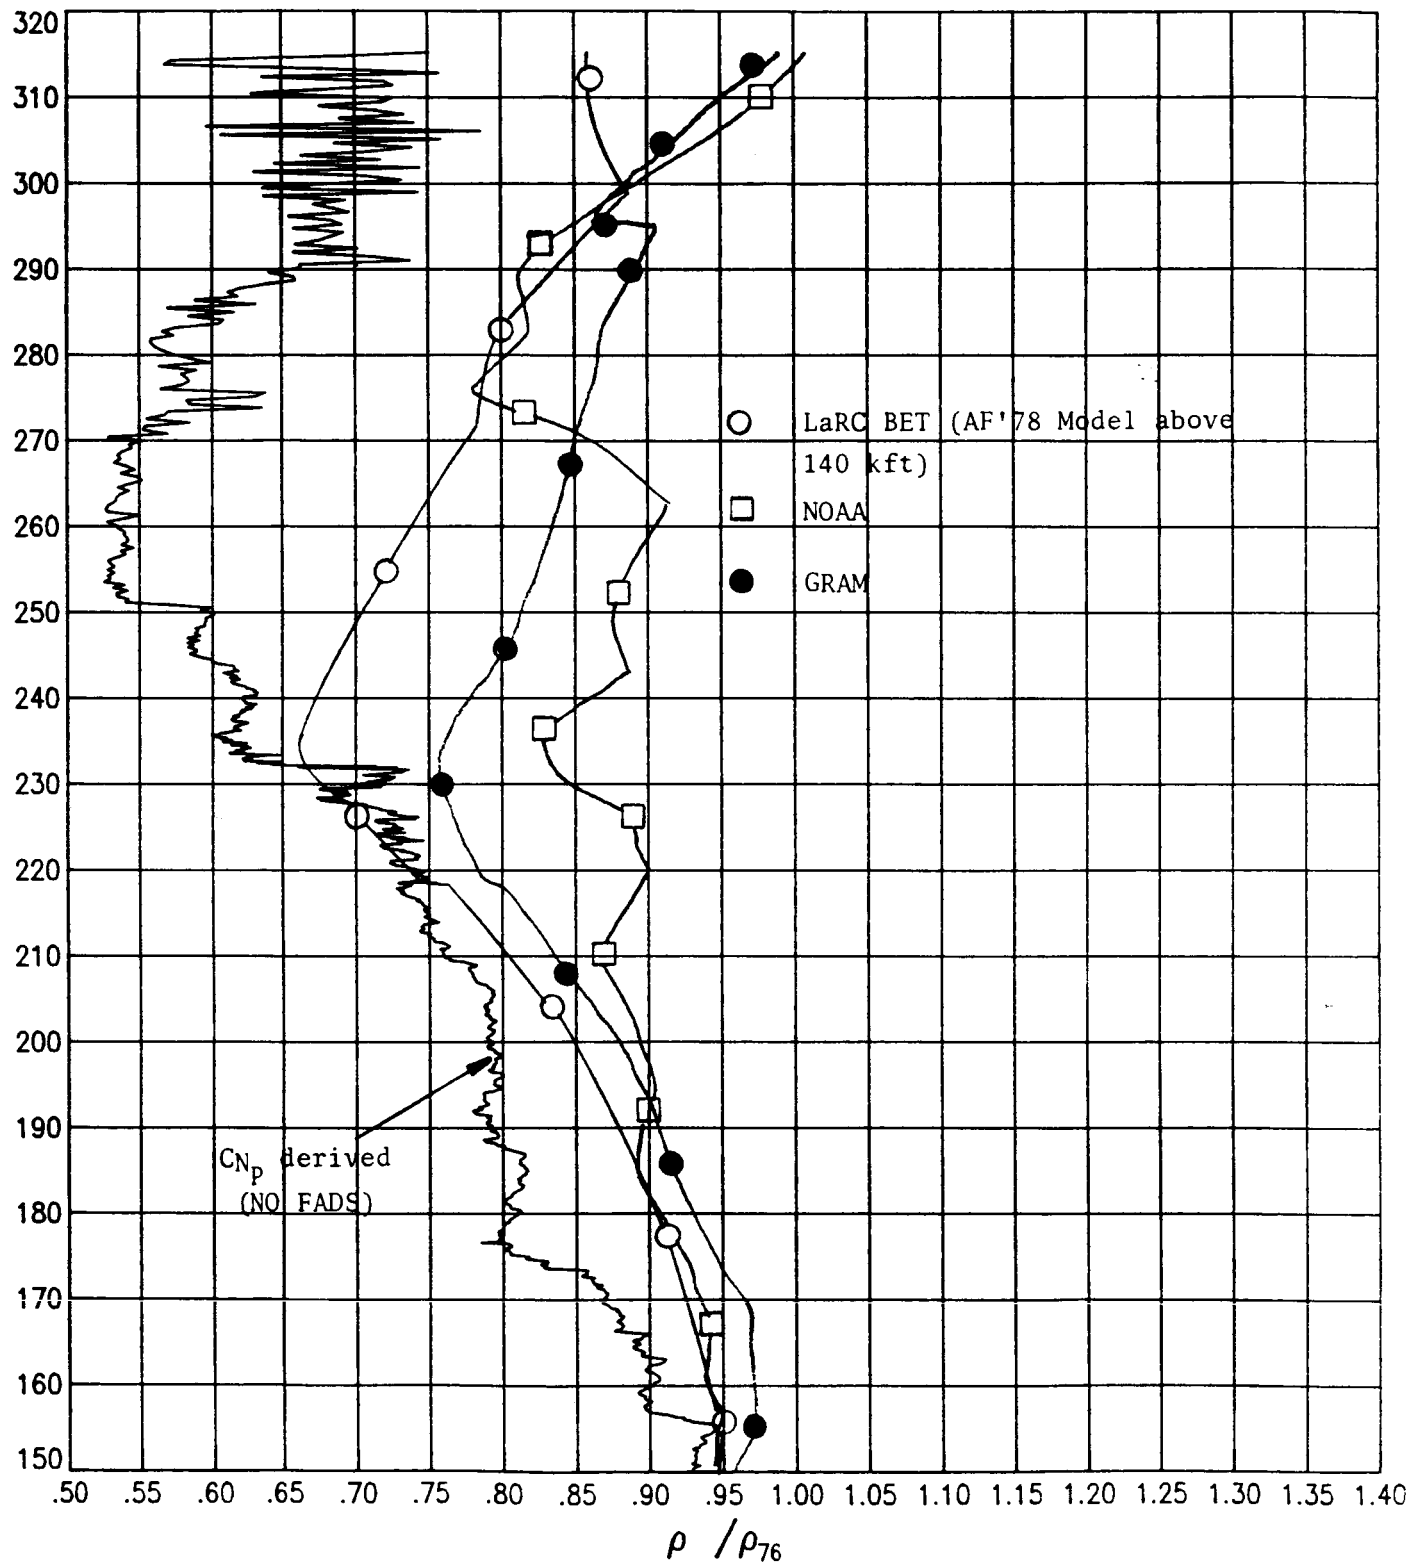 320
310
300
290
280
270
260
250
240
230
220
210
200
190
180
170
160
150
LaRC BET (AF'78 Model above
140 kft)
NOAA
GRAM
CNp derived
(NO FADS)
.50 .55 .60 .65 .70 .75 .80 .85 .90 .95 1.00 1.05 1.10 1.15 1.20 1.25 1.30 1.35 1.40
ρ /ρ76